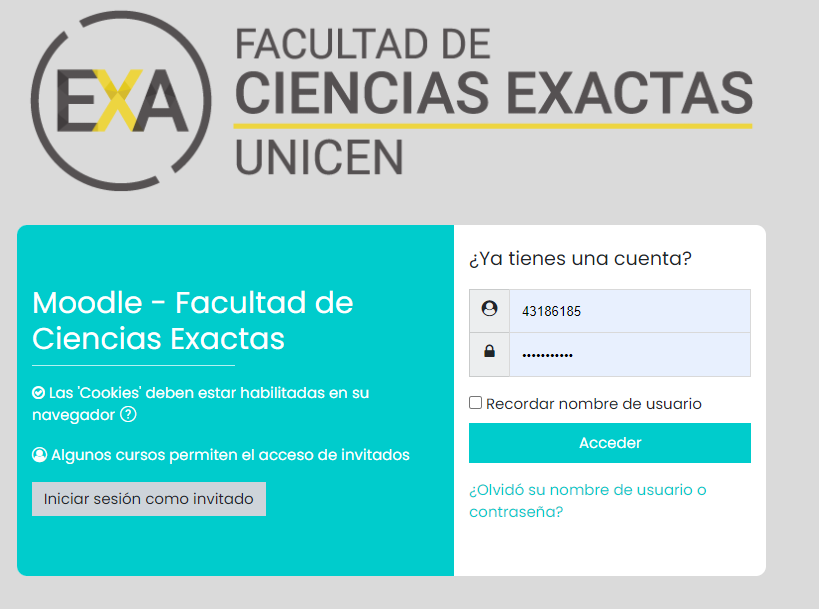 EXA
FACULTAD DE
CIENCIAS EXACTAS
UNICEN
Moodle - Facultad de
Ciencias Exactas
Las 'Cookies' deben estar habilitadas en su
navegador
Algunos cursos permiten el acceso de invitados
Iniciar sesión como invitado
¿Ya tienes una cuenta?
43186185
•••••••••••
Recordar nombre de usuario
Acceder
¿Olvidó su nombre de usuario o
contraseña?